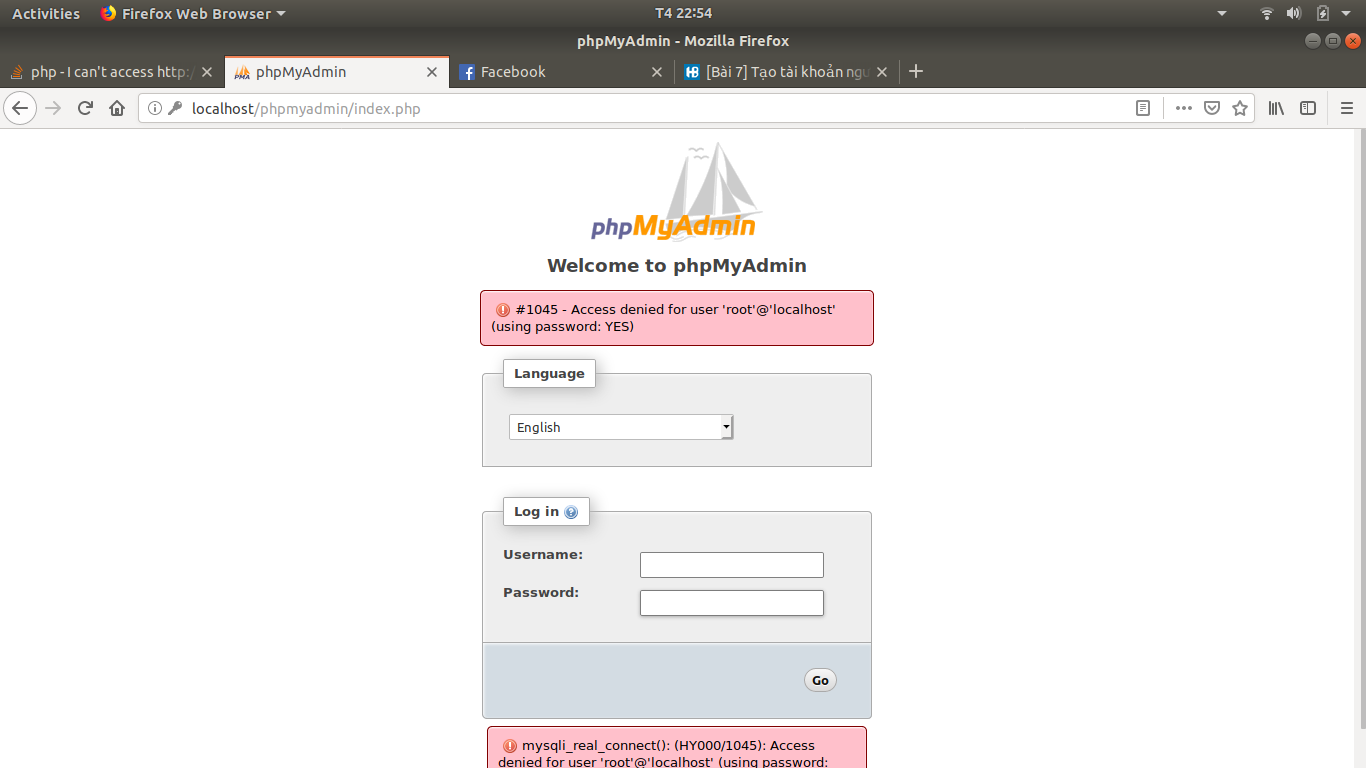 Activities Firefox Web Browser T4 22:54
phpMyAdmin - Mozilla Firefox
php - I can't access http:/ phpMyAdmin Facebook [Bài 7] Tạo tài khoản ngu
localhost/phpmyadmin/index.php
phpMyAdmin
Welcome to phpMyAdmin
#1045 - Access denied for user 'root'@'localhost'
(using password: YES)
Language
English
Log in
Username:
Password:
Go
mysqli_real_connect(): (HY000/1045): Access
denied for user 'root'@'localhost' (using password: